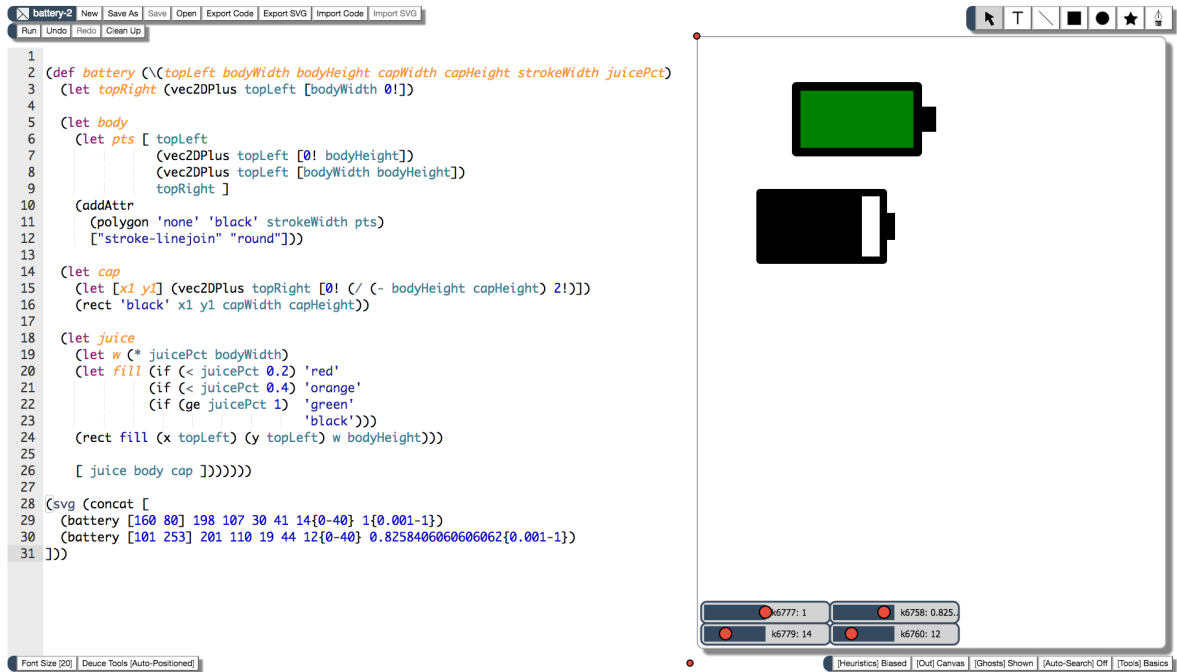 battery-2 New Save As Save Open Export Code Export SVG Import Code Import SVG
Run Undo Redo Clean Up
T
1
2 (def battery (\(topLeft bodyWidth bodyHeight capWidth capHeight strokeWidth juicePct)
3 (let topRight (vec2DPlus topLeft [bodyWidth 0!])
4
5 (let body
6 (let pts [ topLeft
7 (vec2DPlus topLeft [0! bodyHeight])
8 (vec2DPlus topLeft [bodyWidth bodyHeight])
9 topRight ]
10 (addAttr
11 (polygon 'none' 'black' strokeWidth pts)
12 ["stroke-linejoin" "round"]))
13
14 (let cap
15 (let [x1 y1] (vec2DPlus topRight [0! (/ (- bodyHeight capHeight) 2!)])
16 (rect 'black' x1 y1 capWidth capHeight))
17
18 (let juice
19 (let w (* juicePct bodyWidth)
20 (let fill (if (< juicePct 0.2) 'red'
21 (if (< juicePct 0.4) 'orange'
22 (if (ge juicePct 1) 'green'
23 'black')))
24 (rect fill (x topLeft) (y topLeft) w bodyHeight)))
25
26 [ juice body cap ]))))))
27
28 (svg (concat [
29 (battery [160 80] 198 107 30 41 14{0-40} 1{0.001-1})
30 (battery [101 253] 201 110 19 44 12{0-40} 0.8258406060606062{0.001-1})
31 ]))
k6777: 1 k6758: 0.825..
k6779: 14 k6760: 12
Font Size [20] Deuce Tools [Auto-Positioned]
[Heuristics] Biased [Out] Canvas [Ghosts] Shown [Auto-Search] Off [Tools] Basics